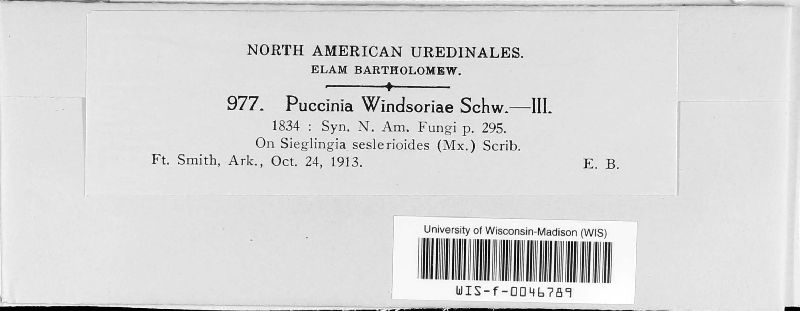 NORTH AMERICAN UREDINALES.
ELAM BARTHOLOMEW.
977. Puccinia Windsoriae Schw.—III.
1834 : Syn. N. Am. Fungi p. 295.
On Sieglingia seslerioides (Mx.) Scrib.
Ft. Smith, Ark., Oct. 24, 1913. E. B.
University of Wisconsin-Madison (WIS)
WIS-f-0046789